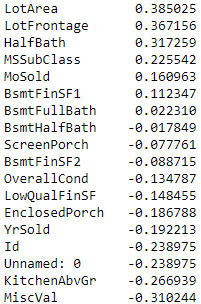 LotArea 0.385025
LotFrontage 0.367156
HalfBath 0.317259
MSSubClass 0.225542
MoSold 0.160963
BsmtFinSF1 0.112347
BsmtFullBath 0.022310
BsmtHalfBath -0.017849
ScreenPorch -0.077761
BsmtFinSF2 -0.088715
OverallCond -0.134787
LowQualFinSF -0.148455
EnclosedPorch -0.186788
YrSold -0.192213
Id -0.238975
Unnamed: 0 -0.238975
KitchenAbvGr -0.266939
MiscVal -0.310244